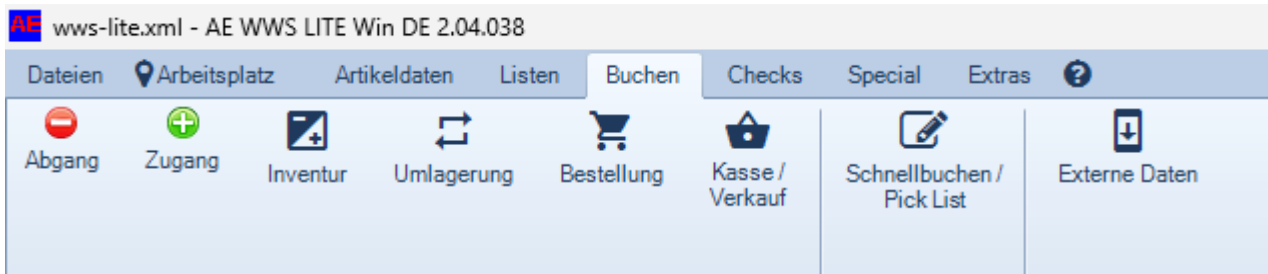 AE wws-lite.xml - AE WWS LITE Win DE 2.04.038
Dateien Arbeitsplatz Artikeldaten Listen Buchen Checks Special Extras ?
Abgang Zugang Inventur Umlagerung Bestellung Kasse / Verkauf Schnellbuchen / Pick List Externe Daten